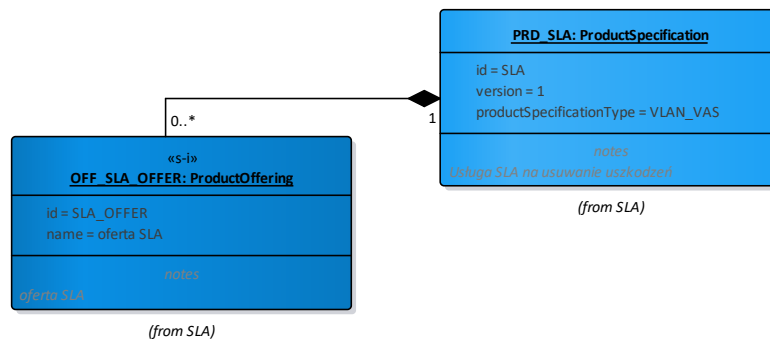 PRD_SLA: ProductSpecification
id = SLA
version = 1
productSpecificationType = VLAN_VAS
notes
Usługa SLA na usuwanie uszkodzeń
(from SLA)
1
0..*
«s-i»
OFF_SLA_OFFER: ProductOffering
id = SLA_OFFER
name = oferta SLA
notes
oferta SLA
(from SLA)